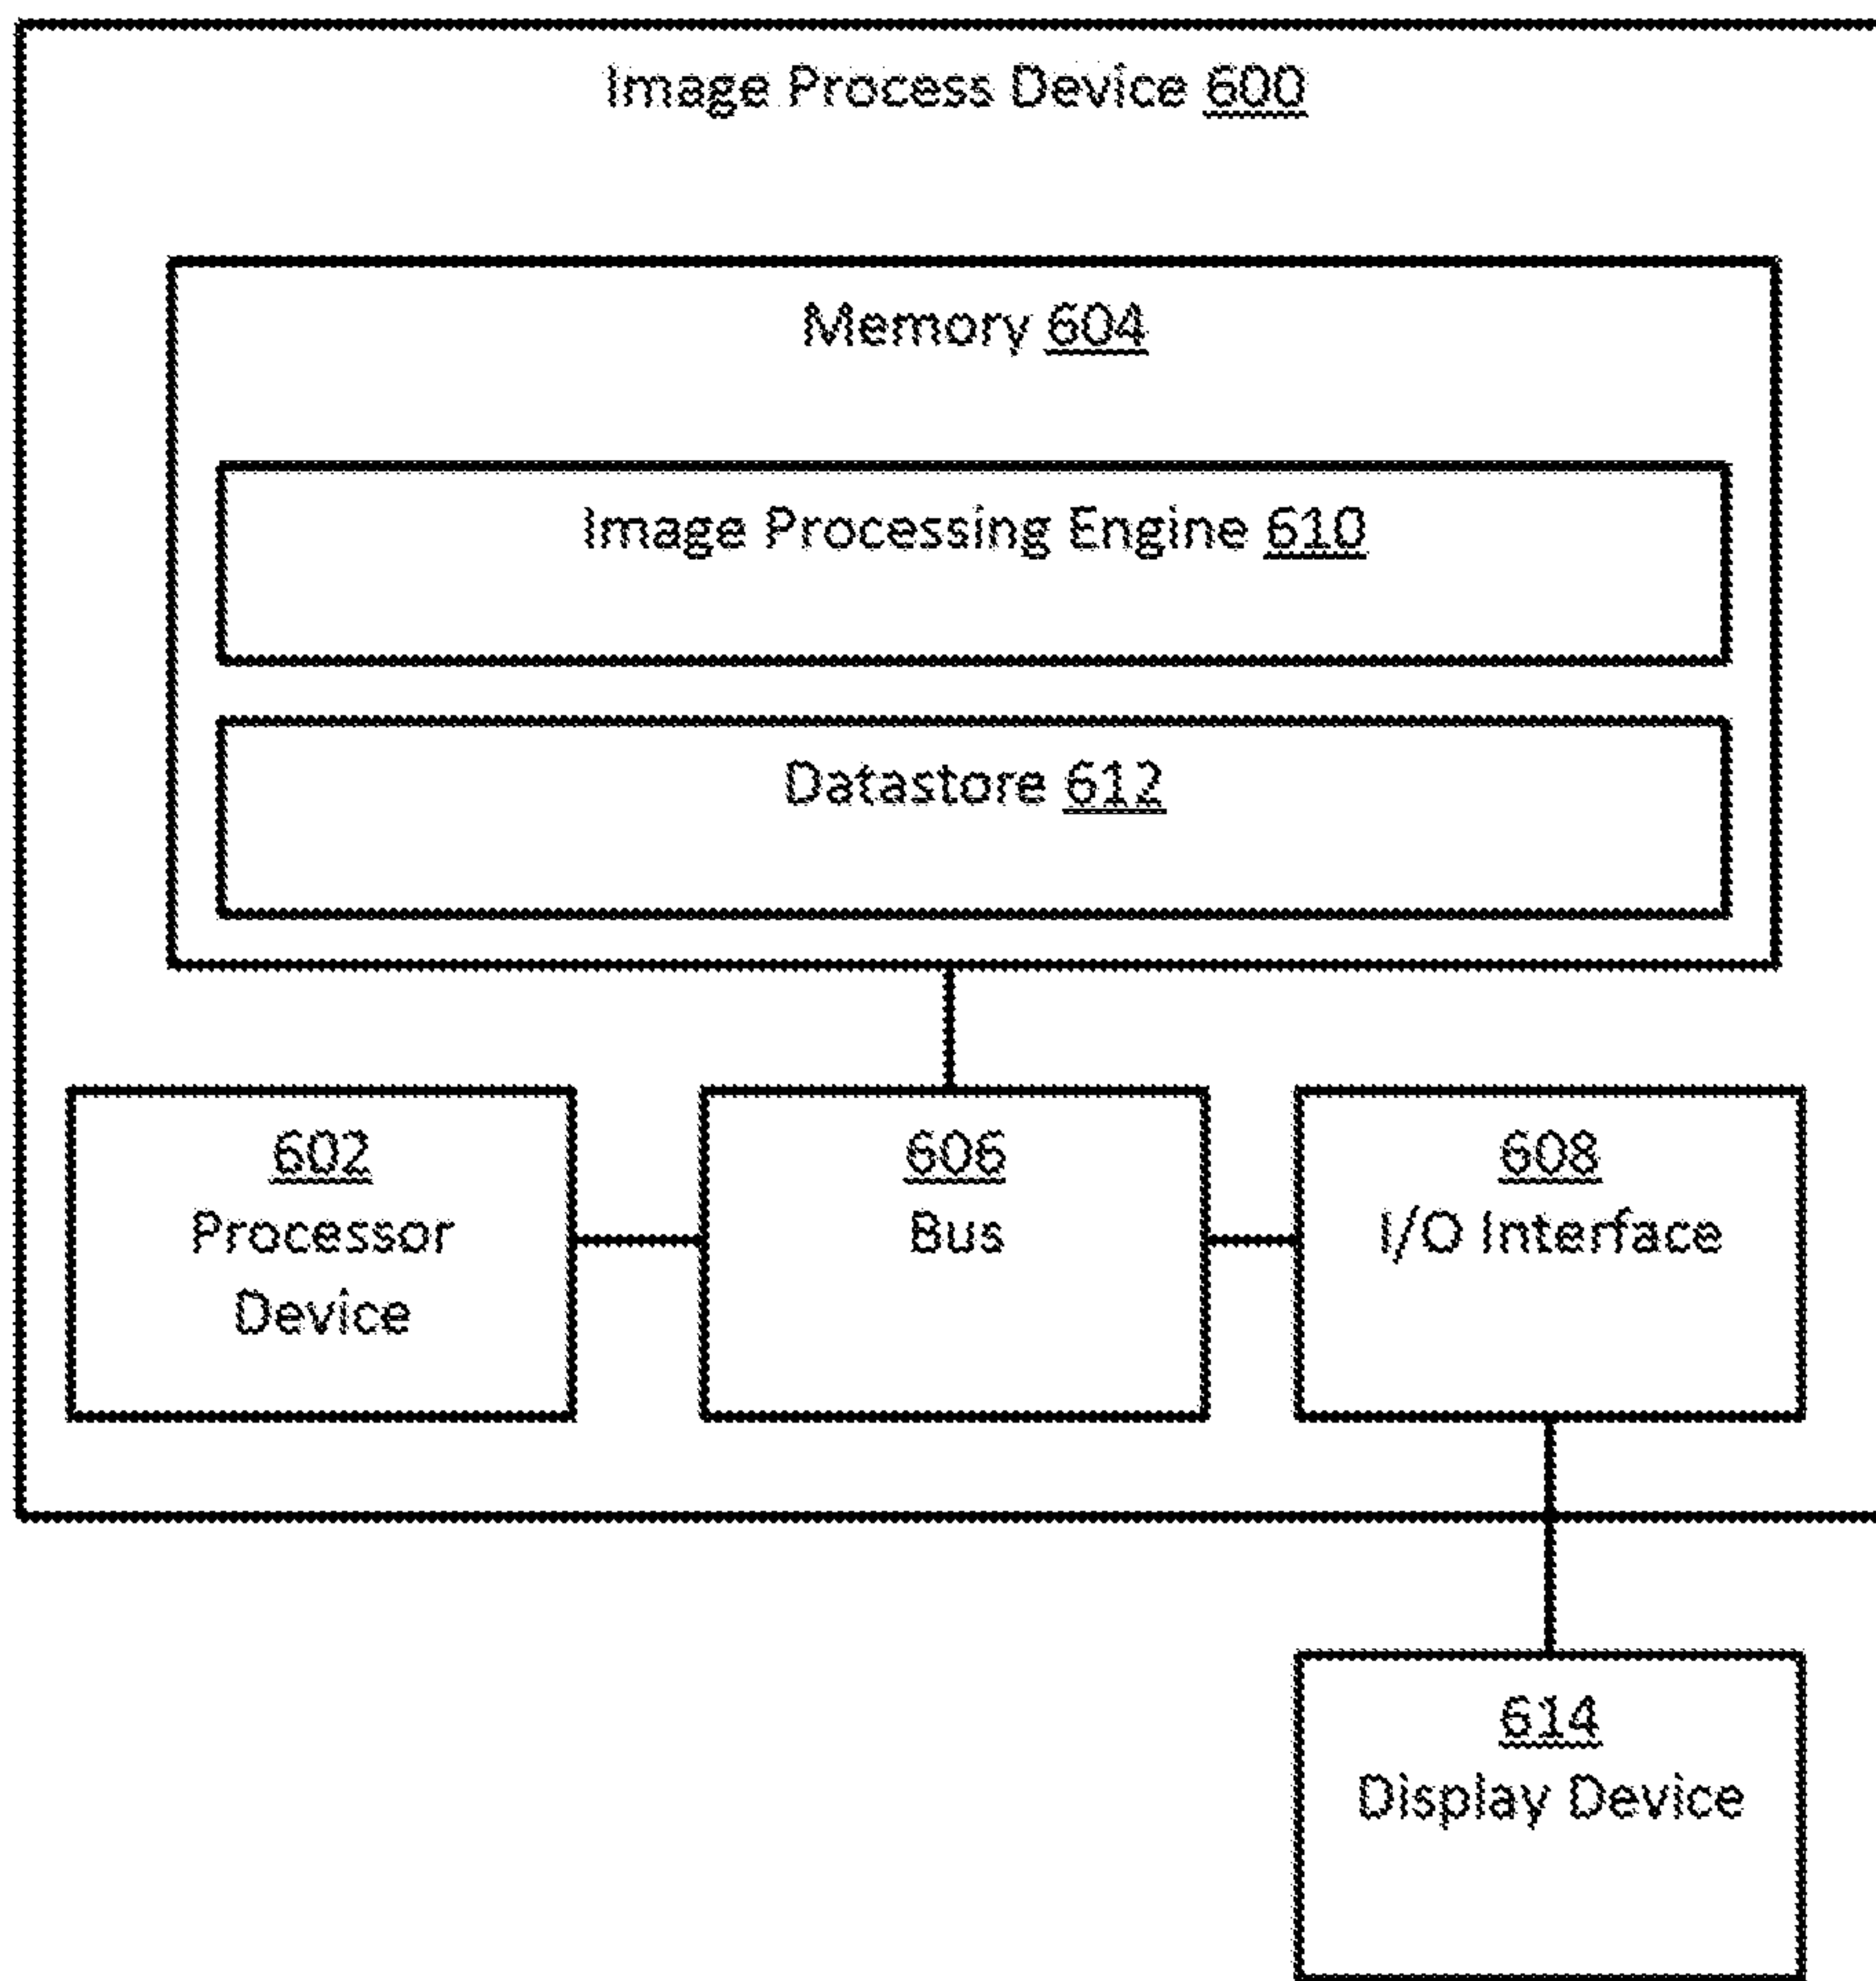 Image Process Device 600
Memory 604
Image Processing Engine 610
Datastore 612
602
Processor
Device
606
Bus
608
I/O Interface
614
Display Device